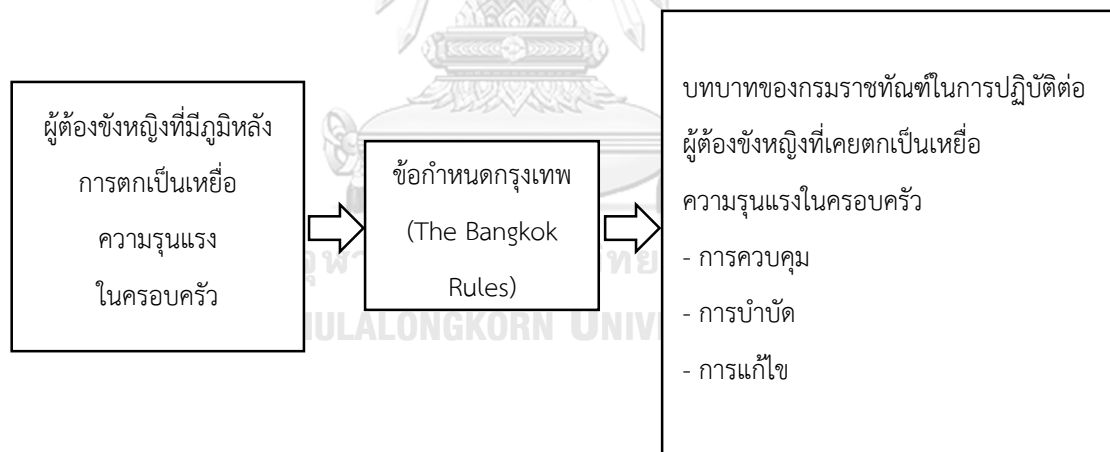 ผู้ต้องขังหญิงที่มีภูมิหลัง
การตกเป็นเหยื่อ
ความรุนแรง
ในครอบครัว
ข้อกำหนดกรุงเทพ
(The Bangkok
Rules)
บทบาทของกรมราชทัณฑ์ในการปฏิบัติต่อ
ผู้ต้องขังหญิงที่เคยตกเป็นเหยื่อ
ความรุนแรงในครอบครัว
- การควบคุม
- การบำบัด
- การแก้ไข